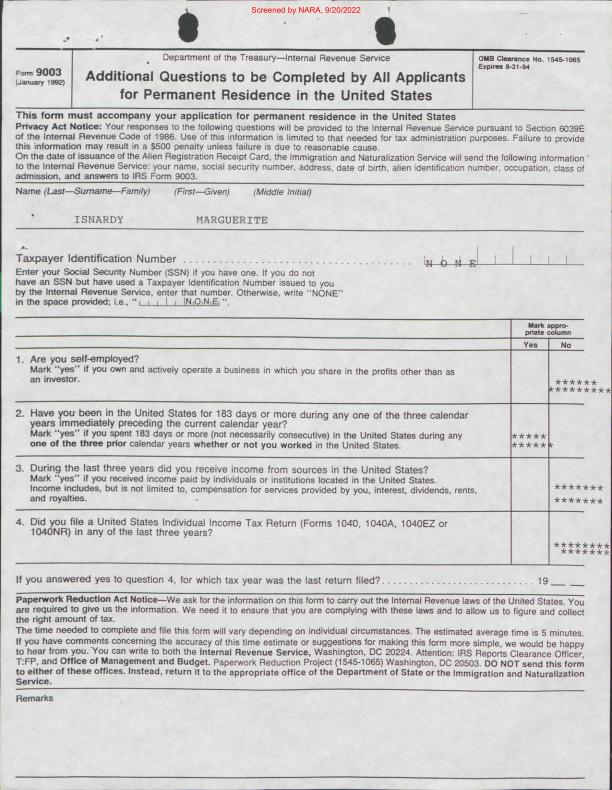 Screened by NARA, 9/20/2022
Department of the Treasury—Internal Revenue Service
OMB Clearance No. 1545-1065
Expires 8-31-94
Form 9003
(January 1992)
Additional Questions to be Completed by All Applicants
for Permanent Residence in the United States
This form must accompany your application for permanent residence in the United States
Privacy Act Notice: Your responses to the following questions will be provided to the Internal Revenue Service pursuant to Section 6039E
of the Internal Revenue Code of 1986. Use of this information is limited to that needed for tax administration purposes. Failure to provide
this information may result in a $500 penalty unless failure is due to reasonable cause.
On the date of issuance of the Alien Registration Receipt Card, the Immigration and Naturalization Service will send the following information
to the Internal Revenue Service: your name, social security number, address, date of birth, alien identification number, occupation, class of
admission, and answers to IRS Form 9003.
Name (Last—Surname—Family) (First—Given) (Middle Initial)
ISNARDY MARGUERITE
Taxpayer Identification Number . . . . . . . . . . . . . . . . . . . . . . . . . . . . . . . . . . N O N E
Enter your Social Security Number (SSN) if you have one. If you do not
have an SSN but have used a Taxpayer Identification Number issued to you
by the Internal Revenue Service, enter that number. Otherwise, write "NONE"
in the space provided; i.e., " | | | | |N|O|N|E| ".
Mark appro-
priate column
Yes No
1. Are you self-employed?
Mark "yes" if you own and actively operate a business in which you share in the profits other than as
an investor.
******
*********
2. Have you been in the United States for 183 days or more during any one of the three calendar
years immediately preceding the current calendar year?
Mark "yes" if you spent 183 days or more (not necessarily consecutive) in the United States during any
one of the three prior calendar years whether or not you worked in the United States.
*****
******
3. During the last three years did you receive income from sources in the United States?
Mark "yes" if you received income paid by individuals or institutions located in the United States.
Income includes, but is not limited to, compensation for services provided by you, interest, dividends, rents,
and royalties.
*******
*******
4. Did you file a United States Individual Income Tax Return (Forms 1040, 1040A, 1040EZ or
1040NR) in any of the last three years?
********
*******
If you answered yes to question 4, for which tax year was the last return filed? . . . . . . . . . . . . . . . . . . . . . . . . . . . 19 __ __
Paperwork Reduction Act Notice—We ask for the information on this form to carry out the Internal Revenue laws of the United States. You
are required to give us the information. We need it to ensure that you are complying with these laws and to allow us to figure and collect
the right amount of tax.
The time needed to complete and file this form will vary depending on individual circumstances. The estimated average time is 5 minutes.
If you have comments concerning the accuracy of this time estimate or suggestions for making this form more simple, we would be happy
to hear from you. You can write to both the Internal Revenue Service, Washington, DC 20224. Attention: IRS Reports Clearance Officer,
T:FP, and Office of Management and Budget. Paperwork Reduction Project (1545-1065) Washington, DC 20503. DO NOT send this form
to either of these offices. Instead, return it to the appropriate office of the Department of State or the Immigration and Naturalization
Service.
Remarks